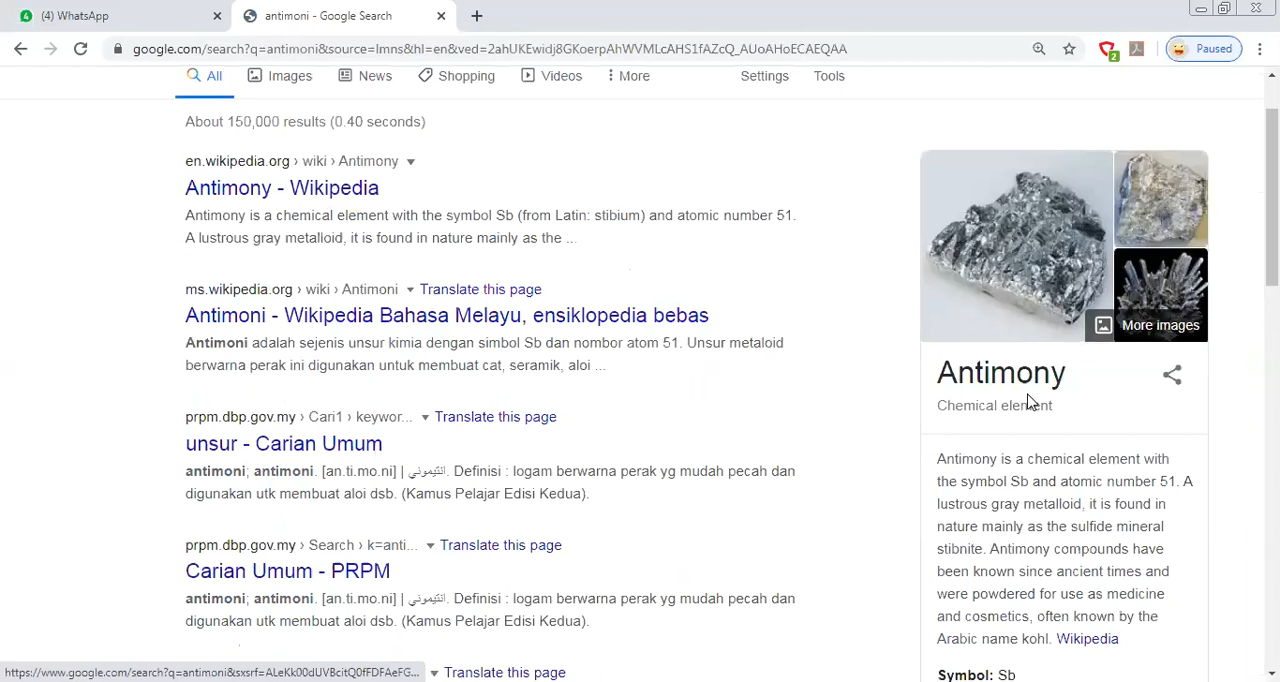 (4) WhatsApp
antimoni - Google Search
google.com/search?q=antimoni&source=lmns&hl=en&ved=2ahUKEwidj8GKoerpAhWVMLcAHS1fAZcQ_AUoAHoECAEQAA
2
Paused
All
Images
News
Shopping
Videos
More
Settings
Tools
About 150,000 results (0.40 seconds)
en.wikipedia.org › wiki › Antimony
Antimony - Wikipedia
Antimony is a chemical element with the symbol Sb (from Latin: stibium) and atomic number 51.
A lustrous gray metalloid, it is found in nature mainly as the ...
ms.wikipedia.org › wiki › Antimoni Translate this page
Antimoni - Wikipedia Bahasa Melayu, ensiklopedia bebas
Antimoni adalah sejenis unsur kimia dengan simbol Sb dan nombor atom 51. Unsur metaloid
berwarna perak ini digunakan untuk membuat cat, seramik, aloi ...
prpm.dbp.gov.my › Cari1 › keywor... Translate this page
unsur - Carian Umum
antimoni; antimoni. [an.ti.mo.ni] | انتيموني. Definisi : logam berwarna perak yg mudah pecah dan
digunakan utk membuat aloi dsb. (Kamus Pelajar Edisi Kedua).
prpm.dbp.gov.my › Search › k=anti... Translate this page
Carian Umum - PRPM
antimoni; antimoni. [an.ti.mo.ni] | انتيموني. Definisi : logam berwarna perak yg mudah pecah dan
digunakan utk membuat aloi dsb. (Kamus Pelajar Edisi Kedua).
Translate this page
More images
Antimony
Chemical element
Antimony is a chemical element with
the symbol Sb and atomic number 51. A
lustrous gray metalloid, it is found in
nature mainly as the sulfide mineral
stibnite. Antimony compounds have
been known since ancient times and
were powdered for use as medicine
and cosmetics, often known by the
Arabic name kohl. Wikipedia
Symbol: Sb